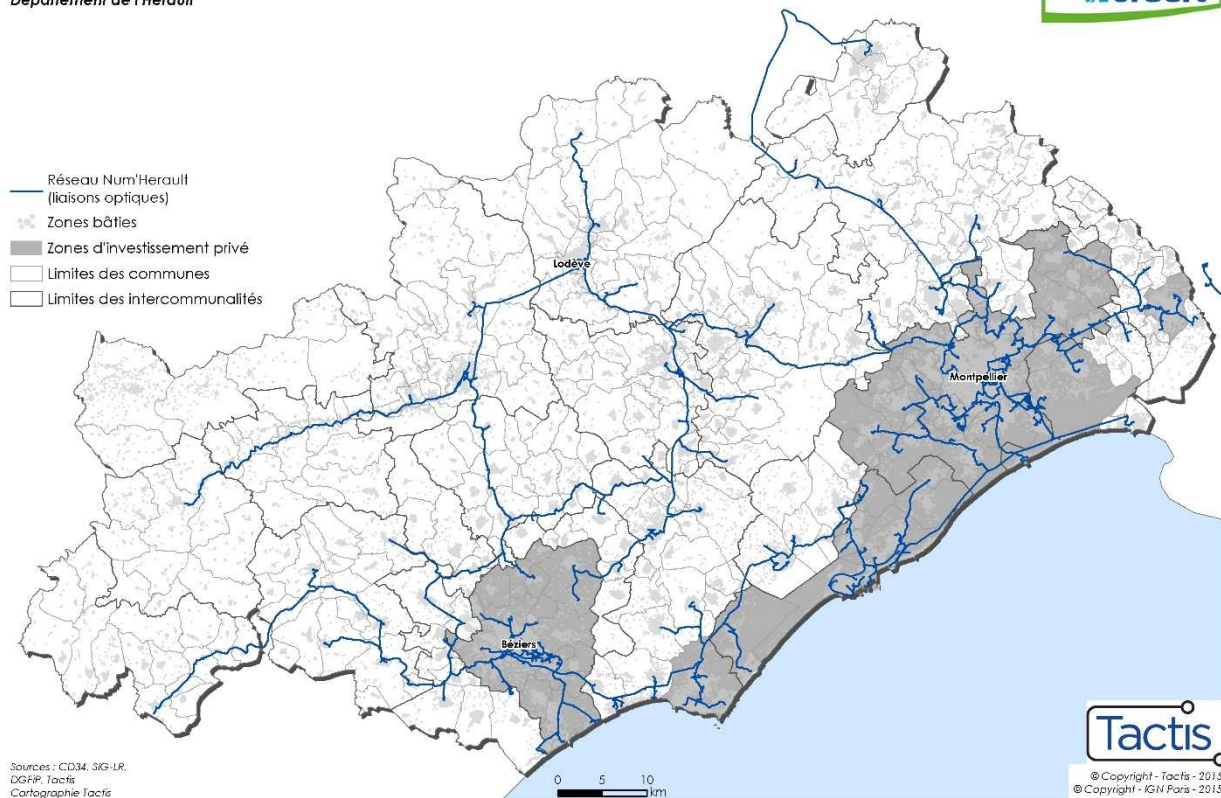 Département de l'Hérault
Réseau Num'Herault
(liaisons optiques)
Zones bâties
Zones d'investissement privé
Limites des communes
Limites des intercommunalités
Lodève
Montpellier
Béziers
Sources : CD34, SIG-LR,
DGFiP, Tactis
Cartographie Tactis
0 5 10
km
Tactis
© Copyright - Tactis - 2015
© Copyright - IGN Paris - 2015